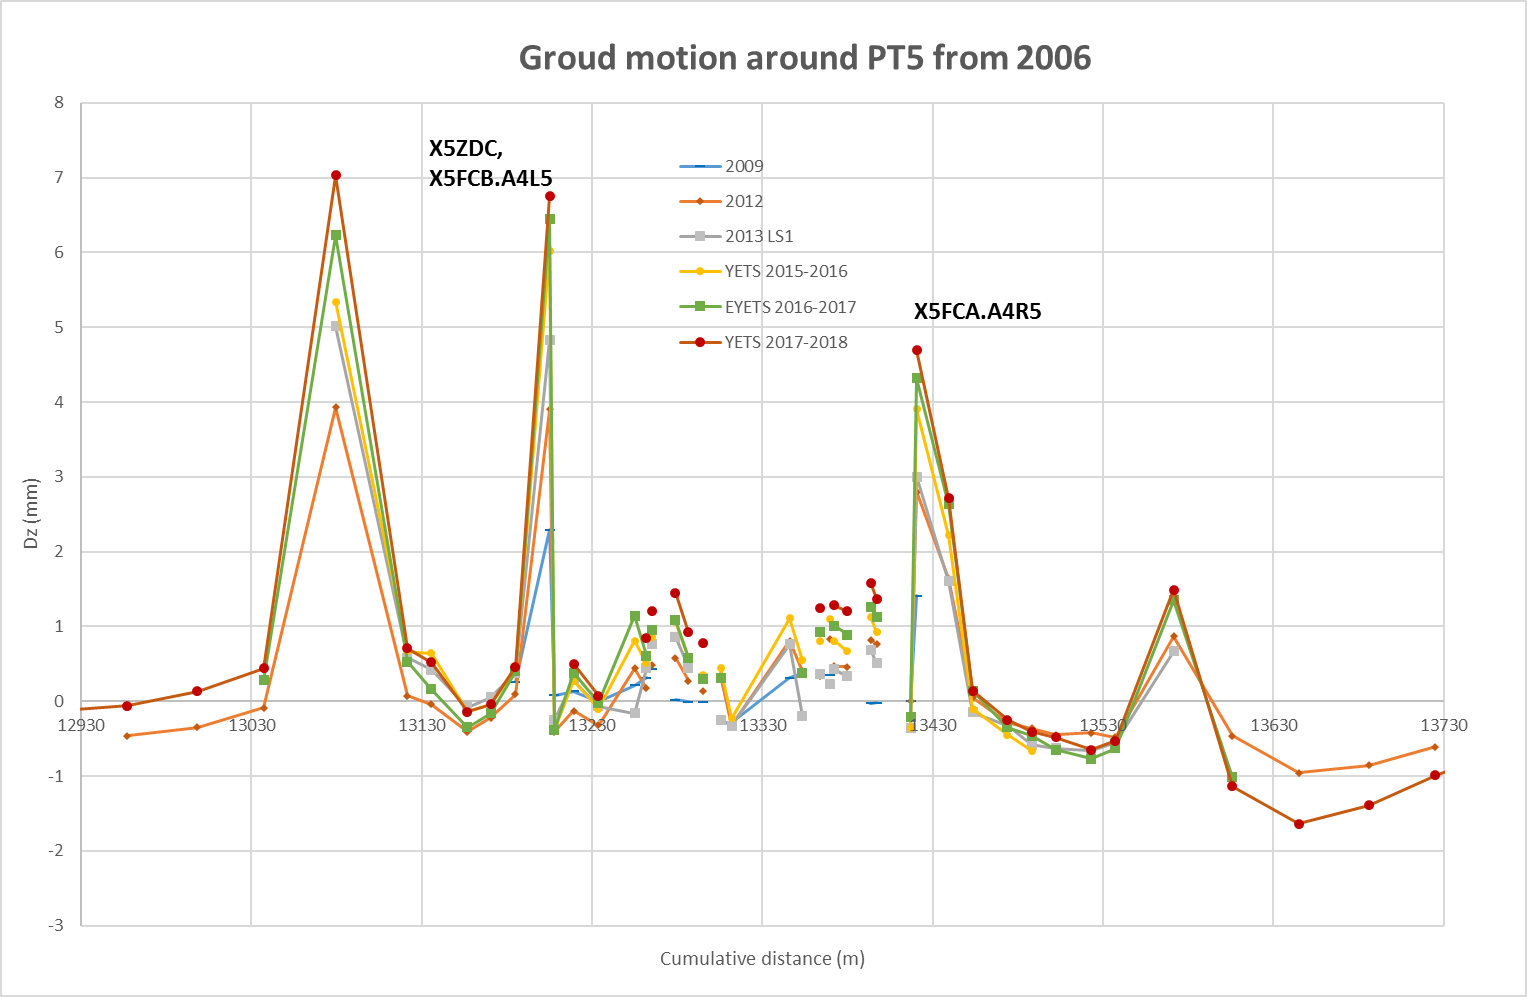 Groud motion around PT5 from 2006
8
X5ZDC,
X5FCB.A4L5
2009
7
2012
2013 LS1
6
YETS 2015-2016
EYETS 2016-2017
X5FCA.A4R5
5
YETS 2017-2018
4
3
Dz (mm)
2
1
0
12930 13030 13130 13230 13330 13430 13530 13630 13730
-1
-2
-3
Cumulative distance (m)